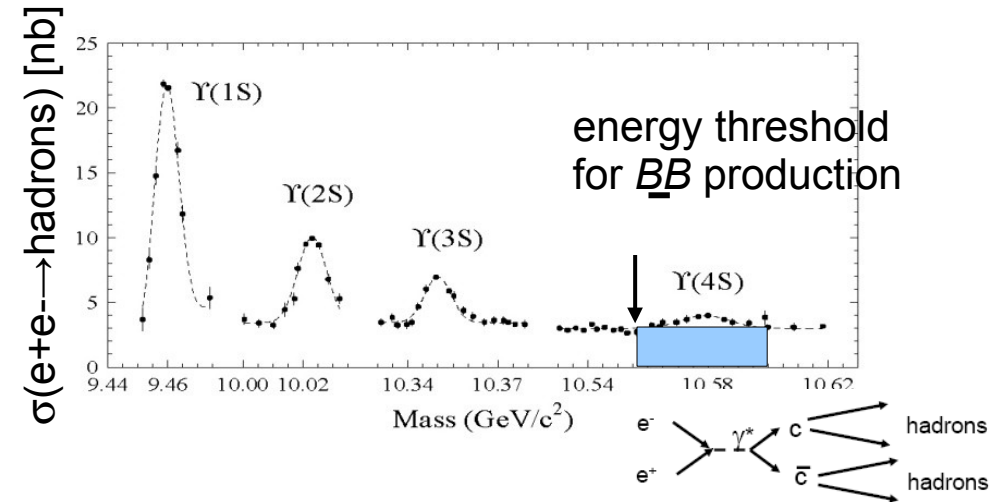 σ(e+e-→hadrons) [nb]
25
20
15
10
5
0
ϒ(1S)
ϒ(2S)
ϒ(3S)
ϒ(4S)
energy threshold
for BB production
9.44 9.46 10.00 10.02 10.34 10.37 10.54 10.58 10.62
Mass (GeV/c²)
e⁻
e⁺
γ*
c
c̄
hadrons
hadrons